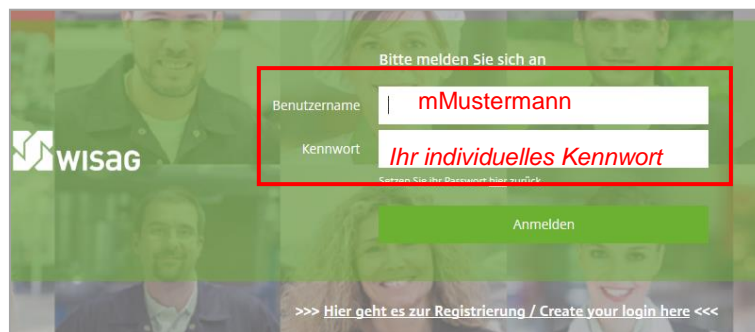 Bitte melden Sie sich an
Benutzername mMustermann
WISAG
Kennwort Ihr individuelles Kennwort
Setzen Sie ihr Passwort hier zurück
Anmelden
>>> Hier geht es zur Registrierung / Create your login here <<<